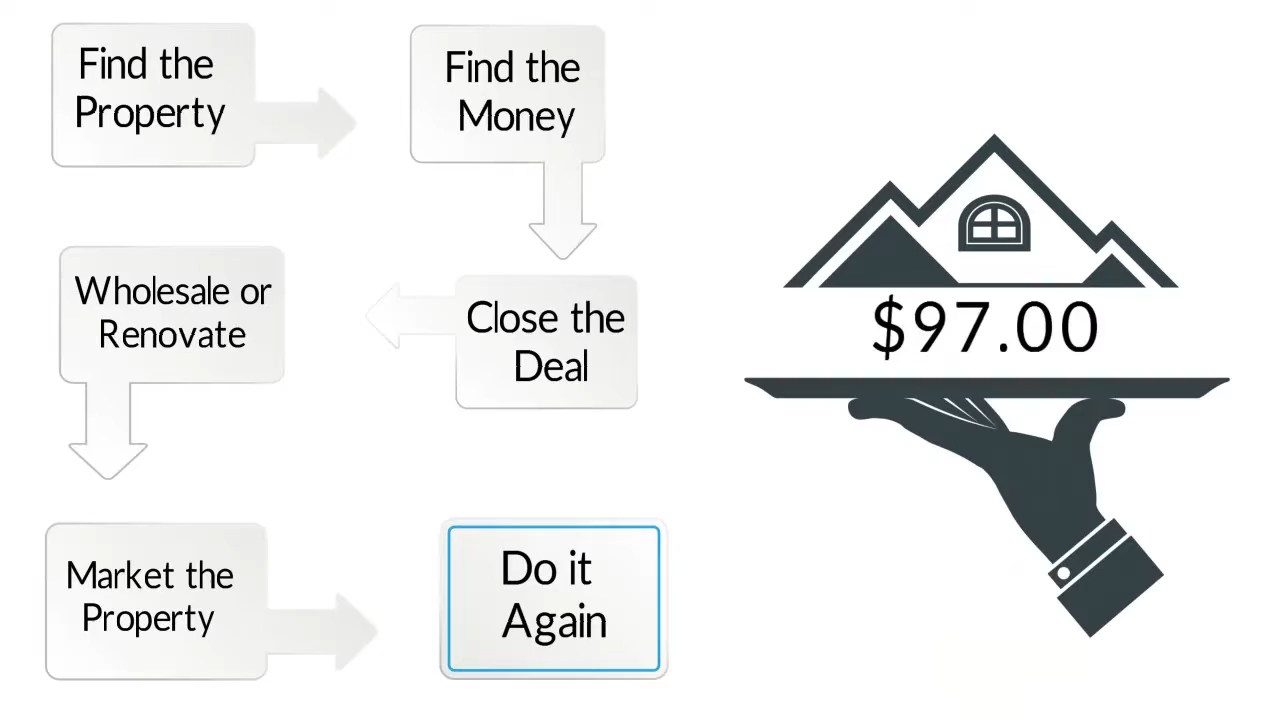 Find the
Property
Find the
Money
Close the
Deal
Wholesale or
Renovate
Market the
Property
Do it
Again
$97.00